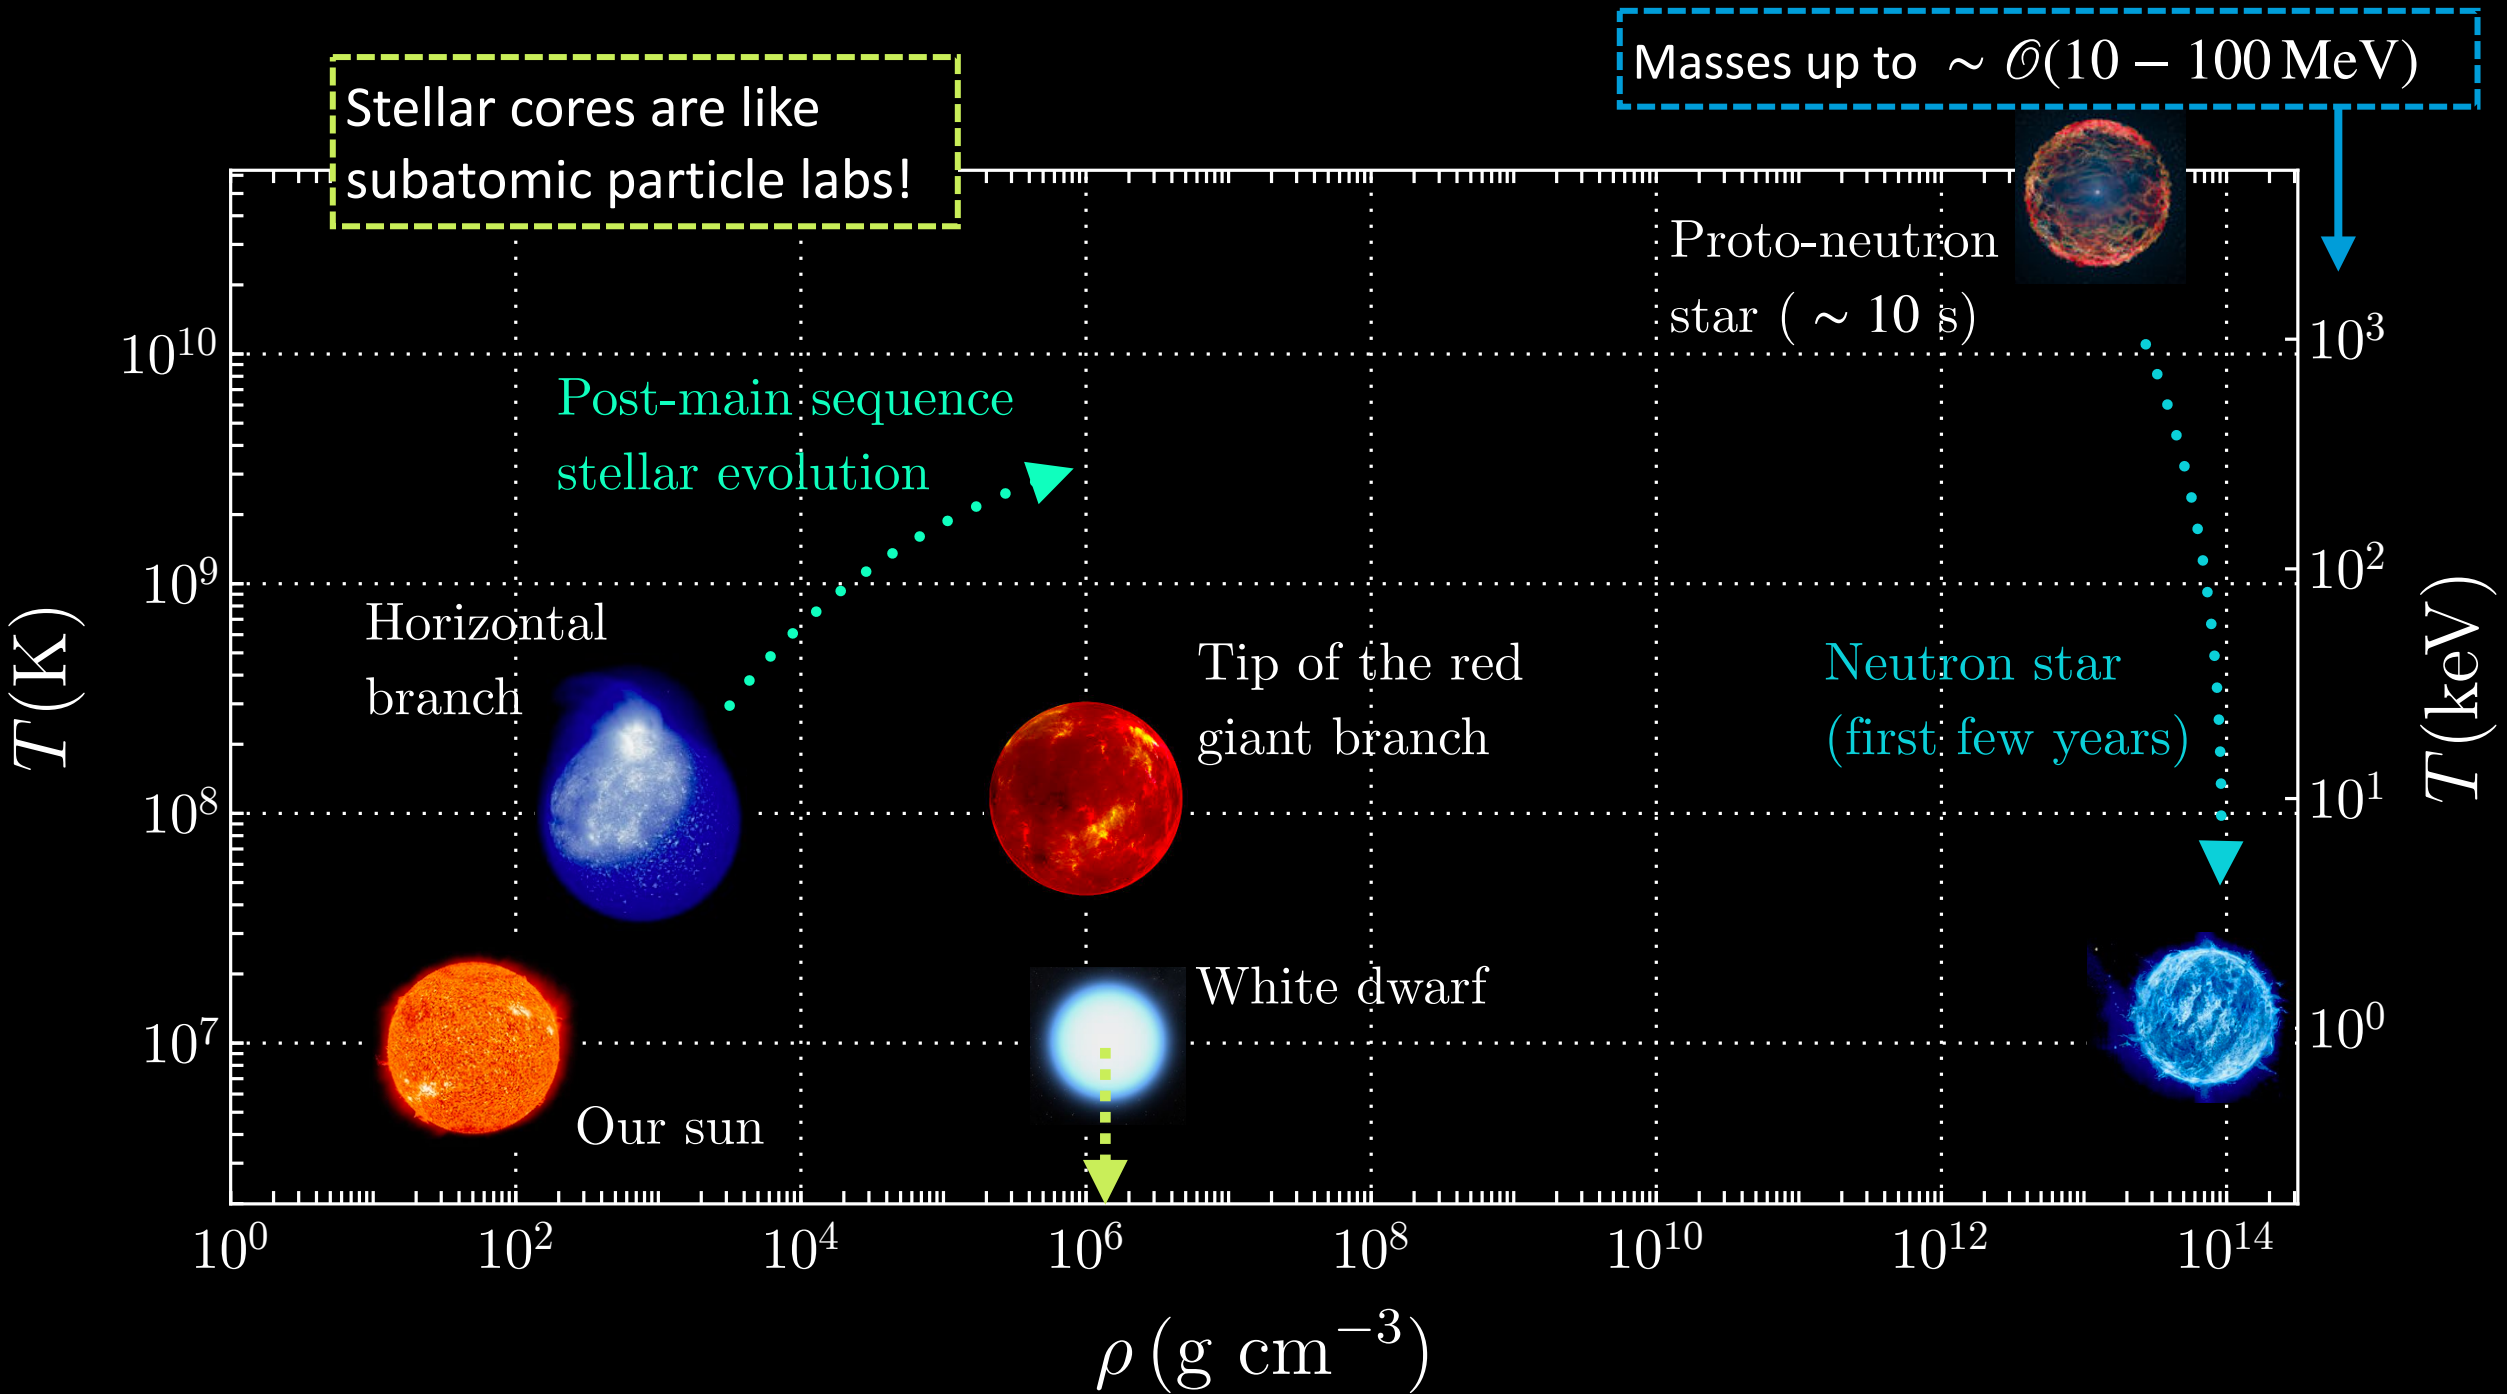 Masses up to ∼ 𝒪(10 – 100 MeV)
Stellar cores are like
subatomic particle labs!
Proto-neutron
star ( ∼ 10 s)
Post-main sequence
stellar evolution
Horizontal
branch
Tip of the red
giant branch
Neutron star
(first few years)
White dwarf
Our sun
T (K)
10¹⁰
10⁹
10⁸
10⁷
T (keV)
10³
10²
10¹
10⁰
10⁰ 10² 10⁴ 10⁶ 10⁸ 10¹⁰ 10¹² 10¹⁴
ρ (g cm⁻³)